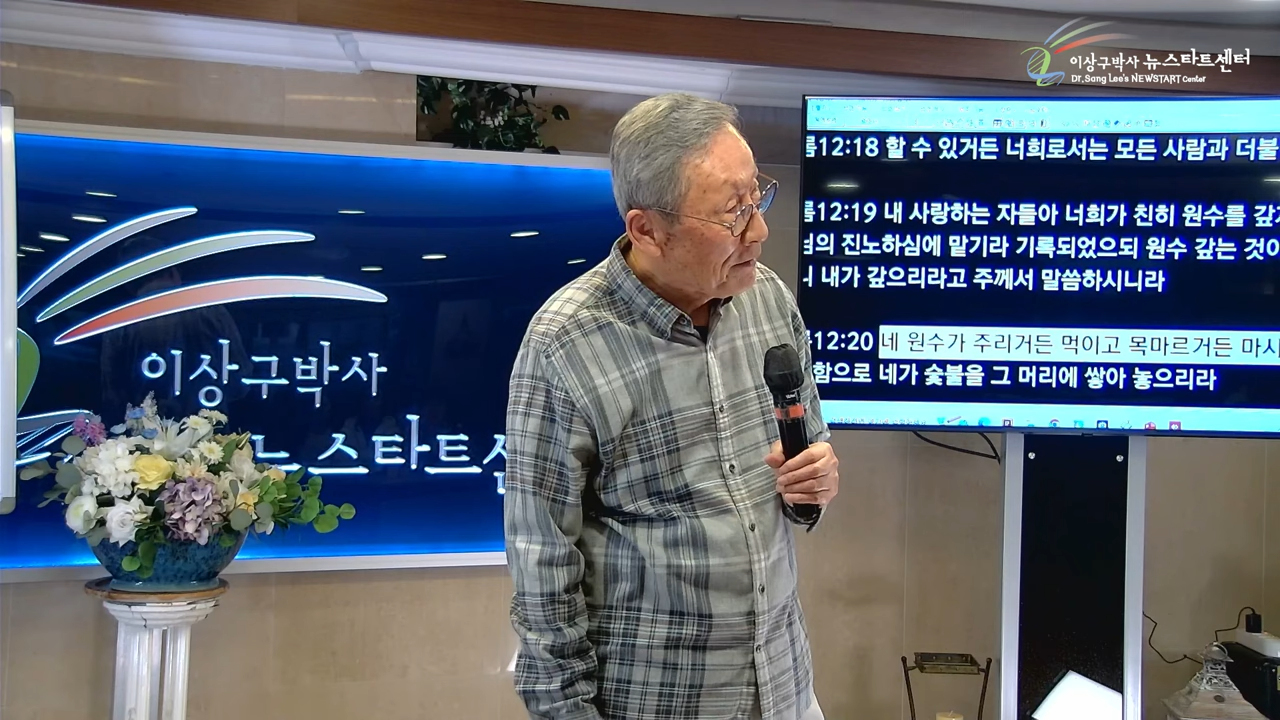 이상구박사 뉴스타트센터
Dr. Sang Lee's NEWSTART Center
이상구박사
뉴스타트센
롬12:18 할 수 있거든 너희로서는 모든 사람과 더불
롬12:19 내 사랑하는 자들아 너희가 친히 원수를 갚지
의 진노하심에 맡기라 기록되었으되 원수 갚는 것이
내가 갚으리라고 주께서 말씀하시니라
12:20 네 원수가 주리거든 먹이고 목마르거든 마시
함으로 네가 숯불을 그 머리에 쌓아 놓으리라